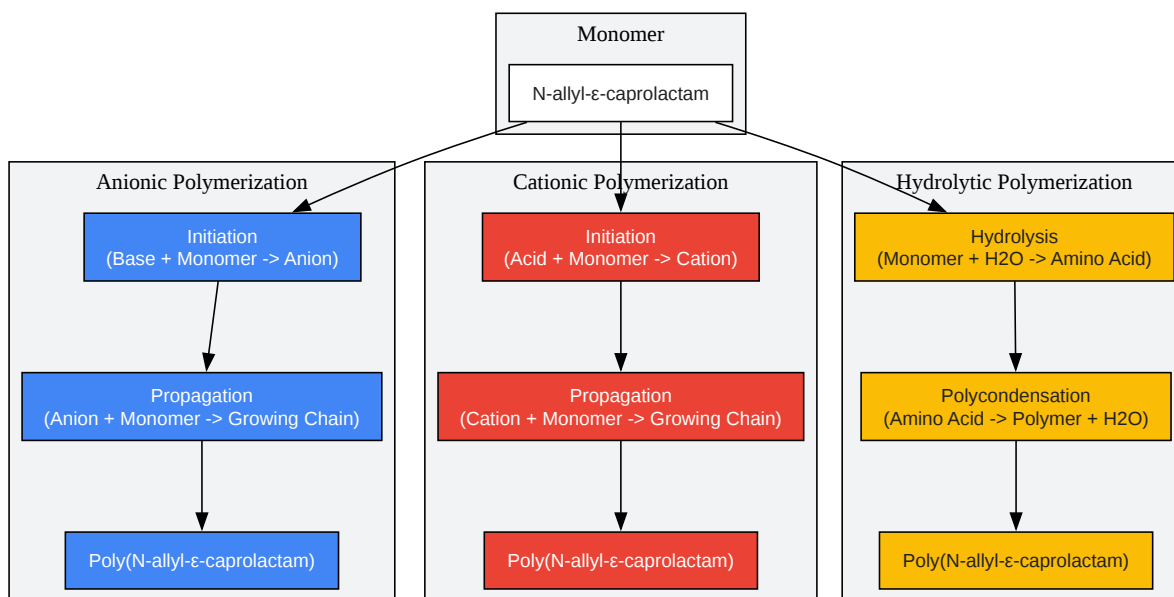 Monomer
N-allyl-ε-caprolactam
Anionic Polymerization
Initiation
(Base + Monomer -> Anion)
Propagation
(Anion + Monomer -> Growing Chain)
Poly(N-allyl-ε-caprolactam)
Cationic Polymerization
Initiation
(Acid + Monomer -> Cation)
Propagation
(Cation + Monomer -> Growing Chain)
Poly(N-allyl-ε-caprolactam)
Hydrolytic Polymerization
Hydrolysis
(Monomer + H2O -> Amino Acid)
Polycondensation
(Amino Acid -> Polymer + H2O)
Poly(N-allyl-ε-caprolactam)